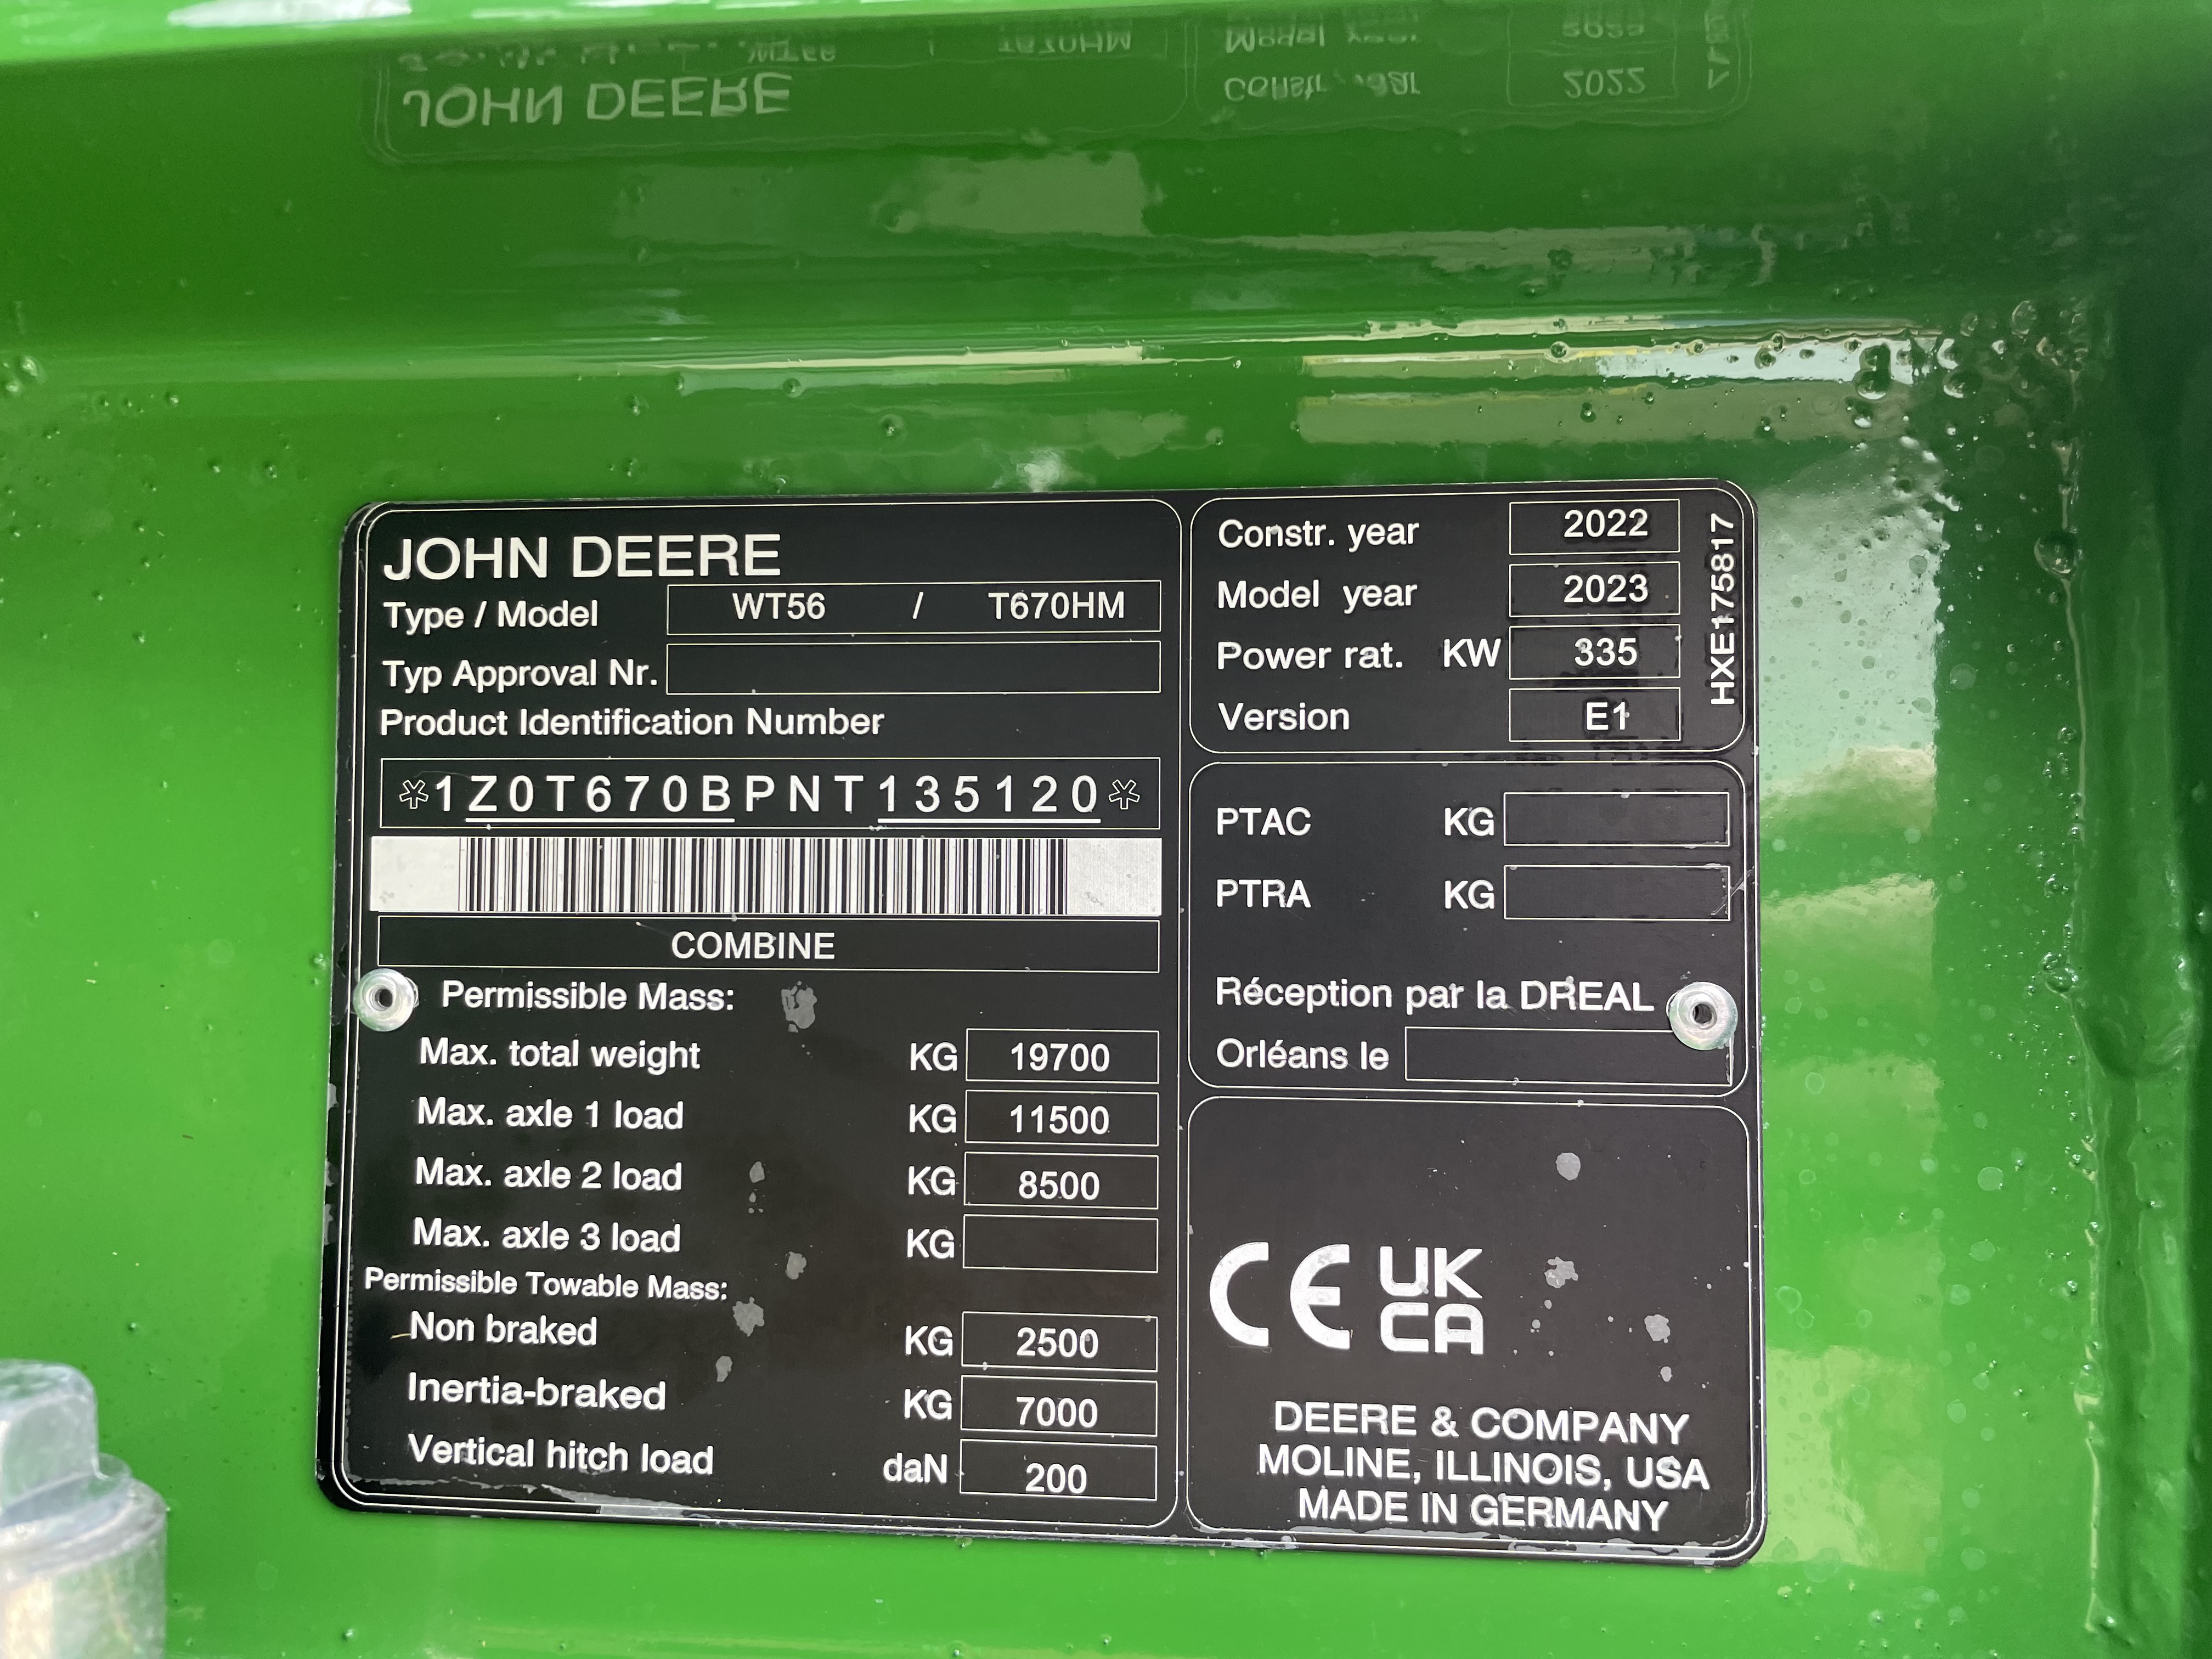 JOHN DEERE
Type / Model WT56 / T670HM
Typ Approval Nr.
Product Identification Number
*1Z0T670BPNT135120*
COMBINE
Permissible Mass:
Max. total weight KG 19700
Max. axle 1 load KG 11500
Max. axle 2 load KG 8500
Max. axle 3 load KG
Permissible Towable Mass:
Non braked KG 2500
Inertia-braked KG 7000
Vertical hitch load daN 200
Constr. year 2022
Model year 2023
Power rat. KW 335
Version E1
HXE175817
PTAC KG
PTRA KG
Réception par la DREAL
Orléans le
CE UK
CA
DEERE & COMPANY
MOLINE, ILLINOIS, USA
MADE IN GERMANY